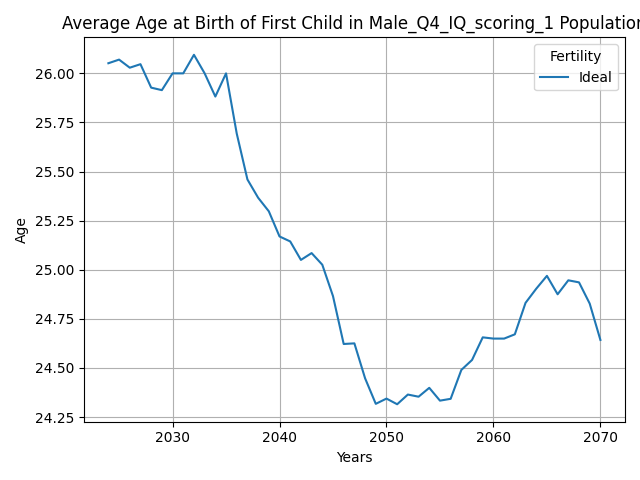 Average Age at Birth of First Child in Male_Q4_IQ_scoring_1 Population
Fertility
Ideal
26.00
25.75
25.50
25.25
25.00
24.75
24.50
24.25
Age
2030 2040 2050 2060 2070
Years